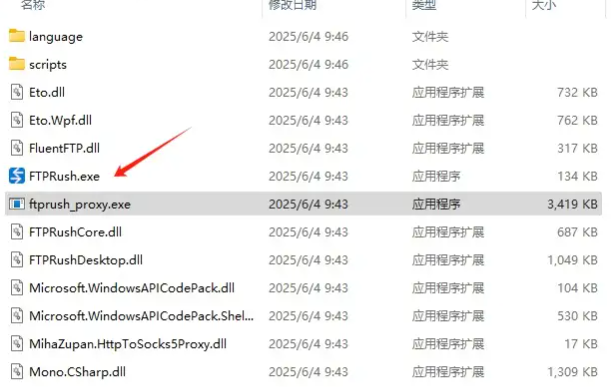 名称 修改日期 类型 大小
language 2025/6/4 9:46 文件夹
scripts 2025/6/4 9:46 文件夹
Eto.dll 2025/6/4 9:43 应用程序扩展 732 KB
Eto.Wpf.dll 2025/6/4 9:43 应用程序扩展 762 KB
FluentFTP.dll 2025/6/4 9:43 应用程序扩展 317 KB
FTPRush.exe 2025/6/4 9:43 应用程序 134 KB
ftprush_proxy.exe 2025/6/4 9:43 应用程序 3,419 KB
FTPRushCore.dll 2025/6/4 9:43 应用程序扩展 687 KB
FTPRushDesktop.dll 2025/6/4 9:43 应用程序扩展 1,049 KB
Microsoft.WindowsAPICodePack.dll 2025/6/4 9:43 应用程序扩展 104 KB
Microsoft.WindowsAPICodePack.Shel... 2025/6/4 9:43 应用程序扩展 530 KB
MihaZupan.HttpToSocks5Proxy.dll 2025/6/4 9:43 应用程序扩展 17 KB
Mono.CSharp.dll 2025/6/4 9:43 应用程序扩展 1,309 KB